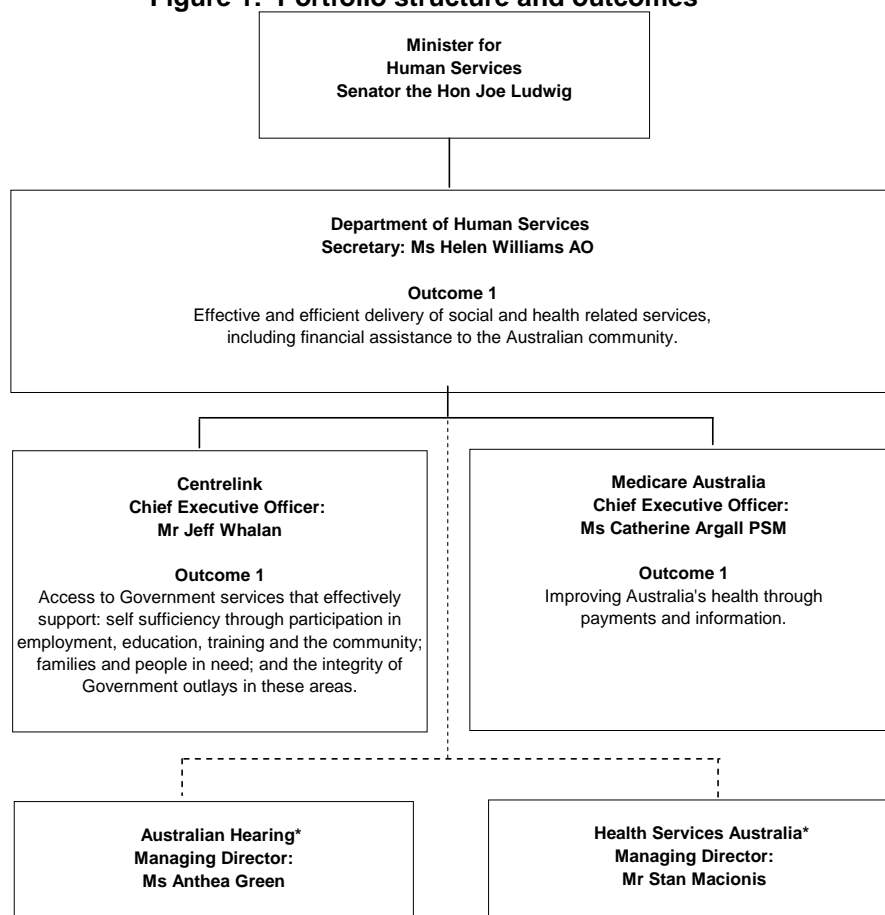 Figure 1: Portfolio structure and outcomes
Minister for
Human Services
Senator the Hon Joe Ludwig
Department of Human Services
Secretary: Ms Helen Williams AO
Outcome 1
Effective and efficient delivery of social and health related services,
including financial assistance to the Australian community.
Centrelink
Chief Executive Officer:
Mr Jeff Whalan
Outcome 1
Access to Government services that effectively
support: self sufficiency through participation in
employment, education, training and the community;
families and people in need; and the integrity of
Government outlays in these areas.
Medicare Australia
Chief Executive Officer:
Ms Catherine Argall PSM
Outcome 1
Improving Australia's health through
payments and information.
Australian Hearing*
Managing Director:
Ms Anthea Green
Health Services Australia*
Managing Director:
Mr Stan Macionis